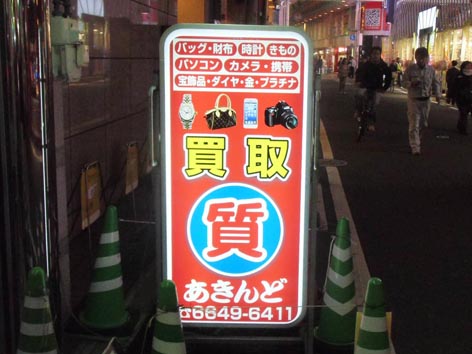 バッグ・財布 時計 きもの
パソコン カメラ・携帯
宝飾品・ダイヤ・金・プラチナ
買取
質
あきんど
☎6649-6411